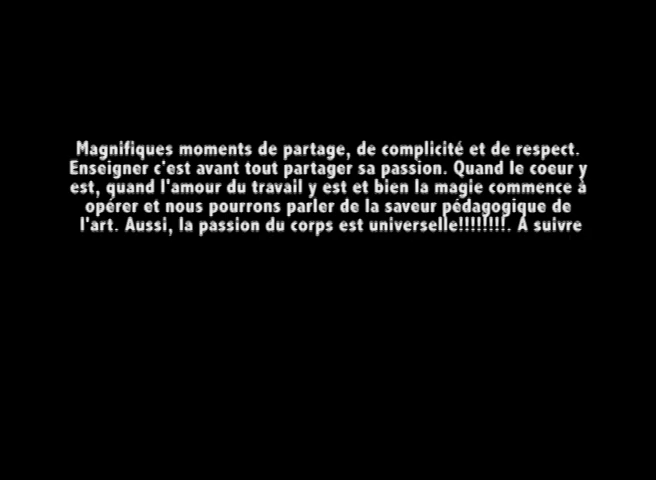 Magnifiques moments de partage, de complicité et de respect.
Enseigner c'est avant tout partager sa passion. Quand le coeur y
est, quand l'amour du travail y est et bien la magie commence à
opérer et nous pourrons parler de la saveur pédagogique de
l'art. Aussi, la passion du corps est universelle!!!!!!!!. A suivre